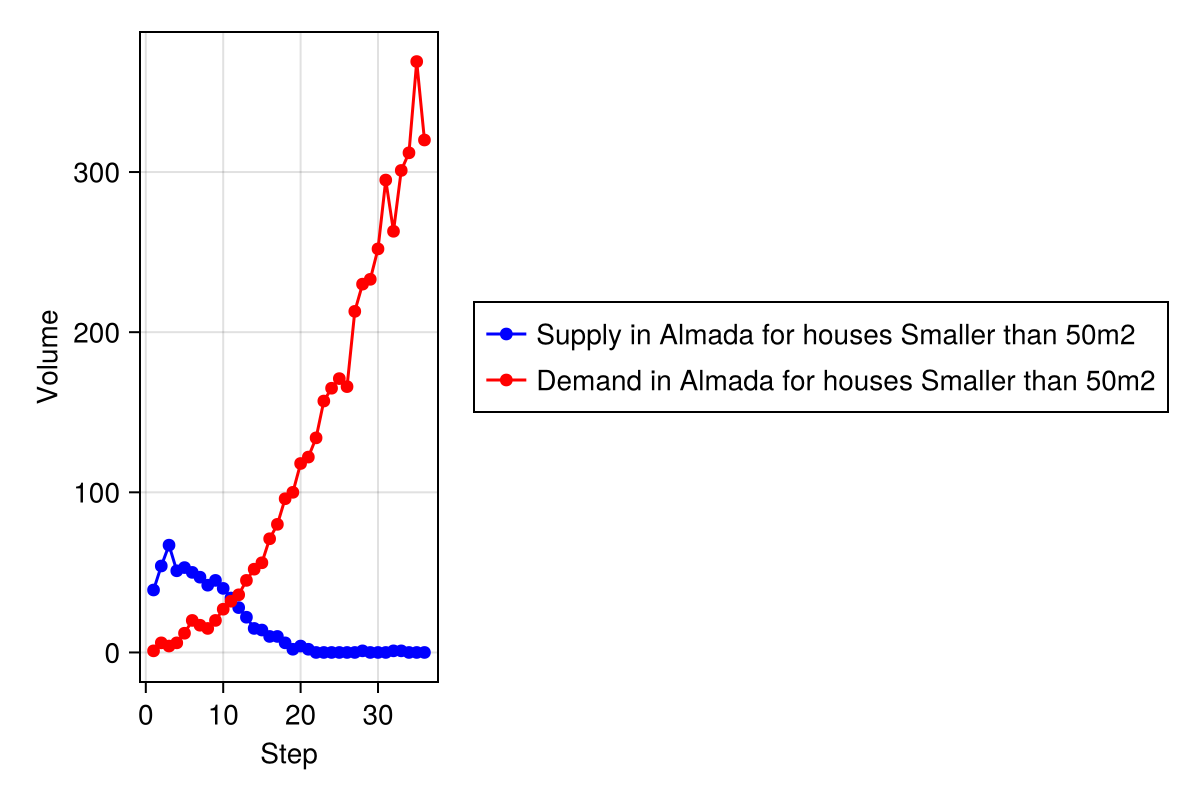 300
200
100
0
Volume
0 10 20 30
Step
Supply in Almada for houses Smaller than 50m2
Demand in Almada for houses Smaller than 50m2